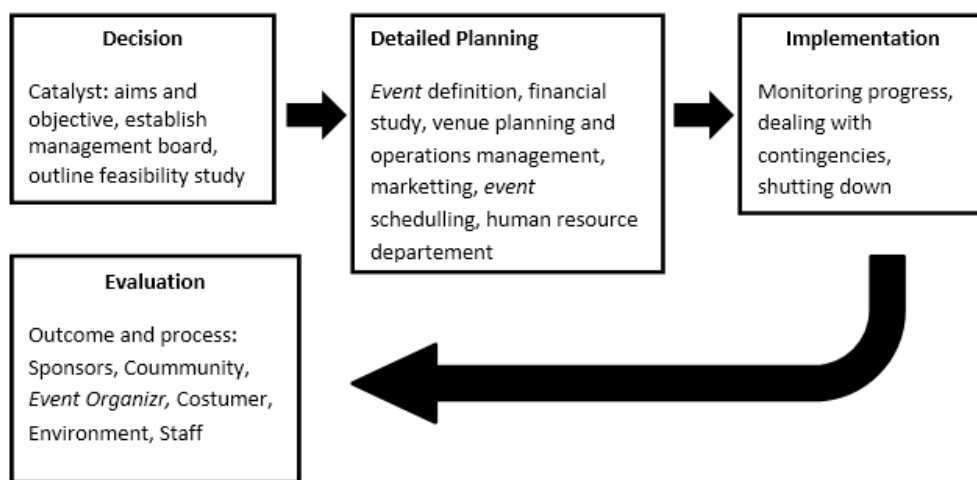 Decision
Catalyst: aims and
objective, establish
management board,
outline feasibility study
Detailed Planning
Event definition, financial
study, venue planning and
operations management,
marketting, event
schedulling, human resource
departement
Implementation
Monitoring progress,
dealing with
contingencies,
shutting down
Evaluation
Outcome and process:
Sponsors, Coummunity,
Event Organizr, Costumer,
Environment, Staff